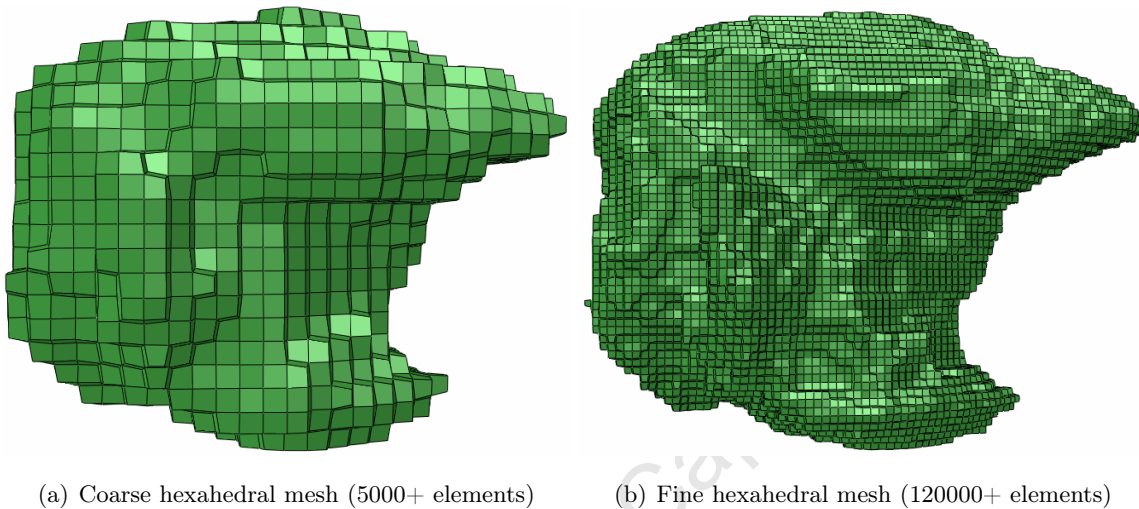 (a) Coarse hexahedral mesh (5000+ elements)
(b) Fine hexahedral mesh (120000+ elements)